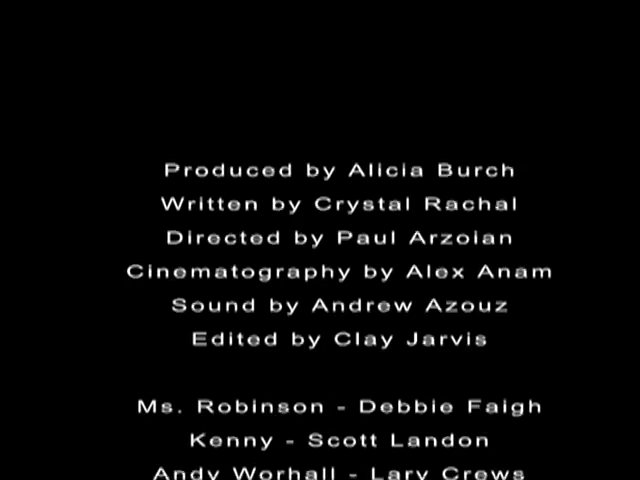 Produced by Alicia Burch
Written by Crystal Rachal
Directed by Paul Arzoian
Cinematography by Alex Anam
Sound by Andrew Azouz
Edited by Clay Jarvis
Ms. Robinson - Debbie Faigh
Kenny - Scott Landon
Andy Worhall - Lary Crews